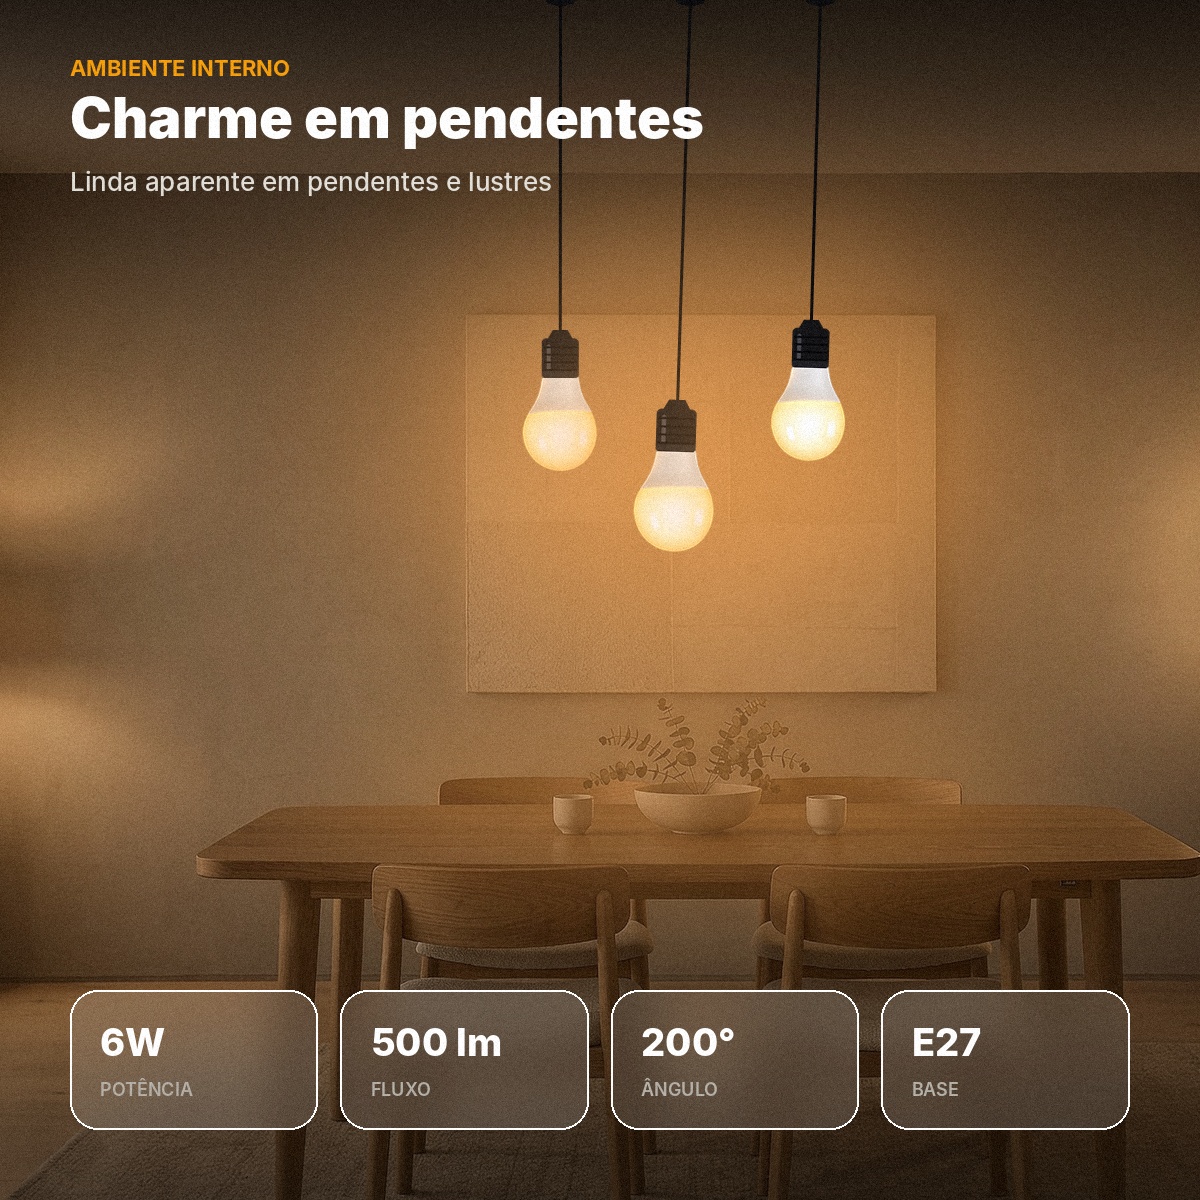 AMBIENTE INTERNO
Charme em pendentes
Linda aparente em pendentes e lustres
6W
POTÊNCIA
500 lm
FLUXO
200°
ÂNGULO
E27
BASE